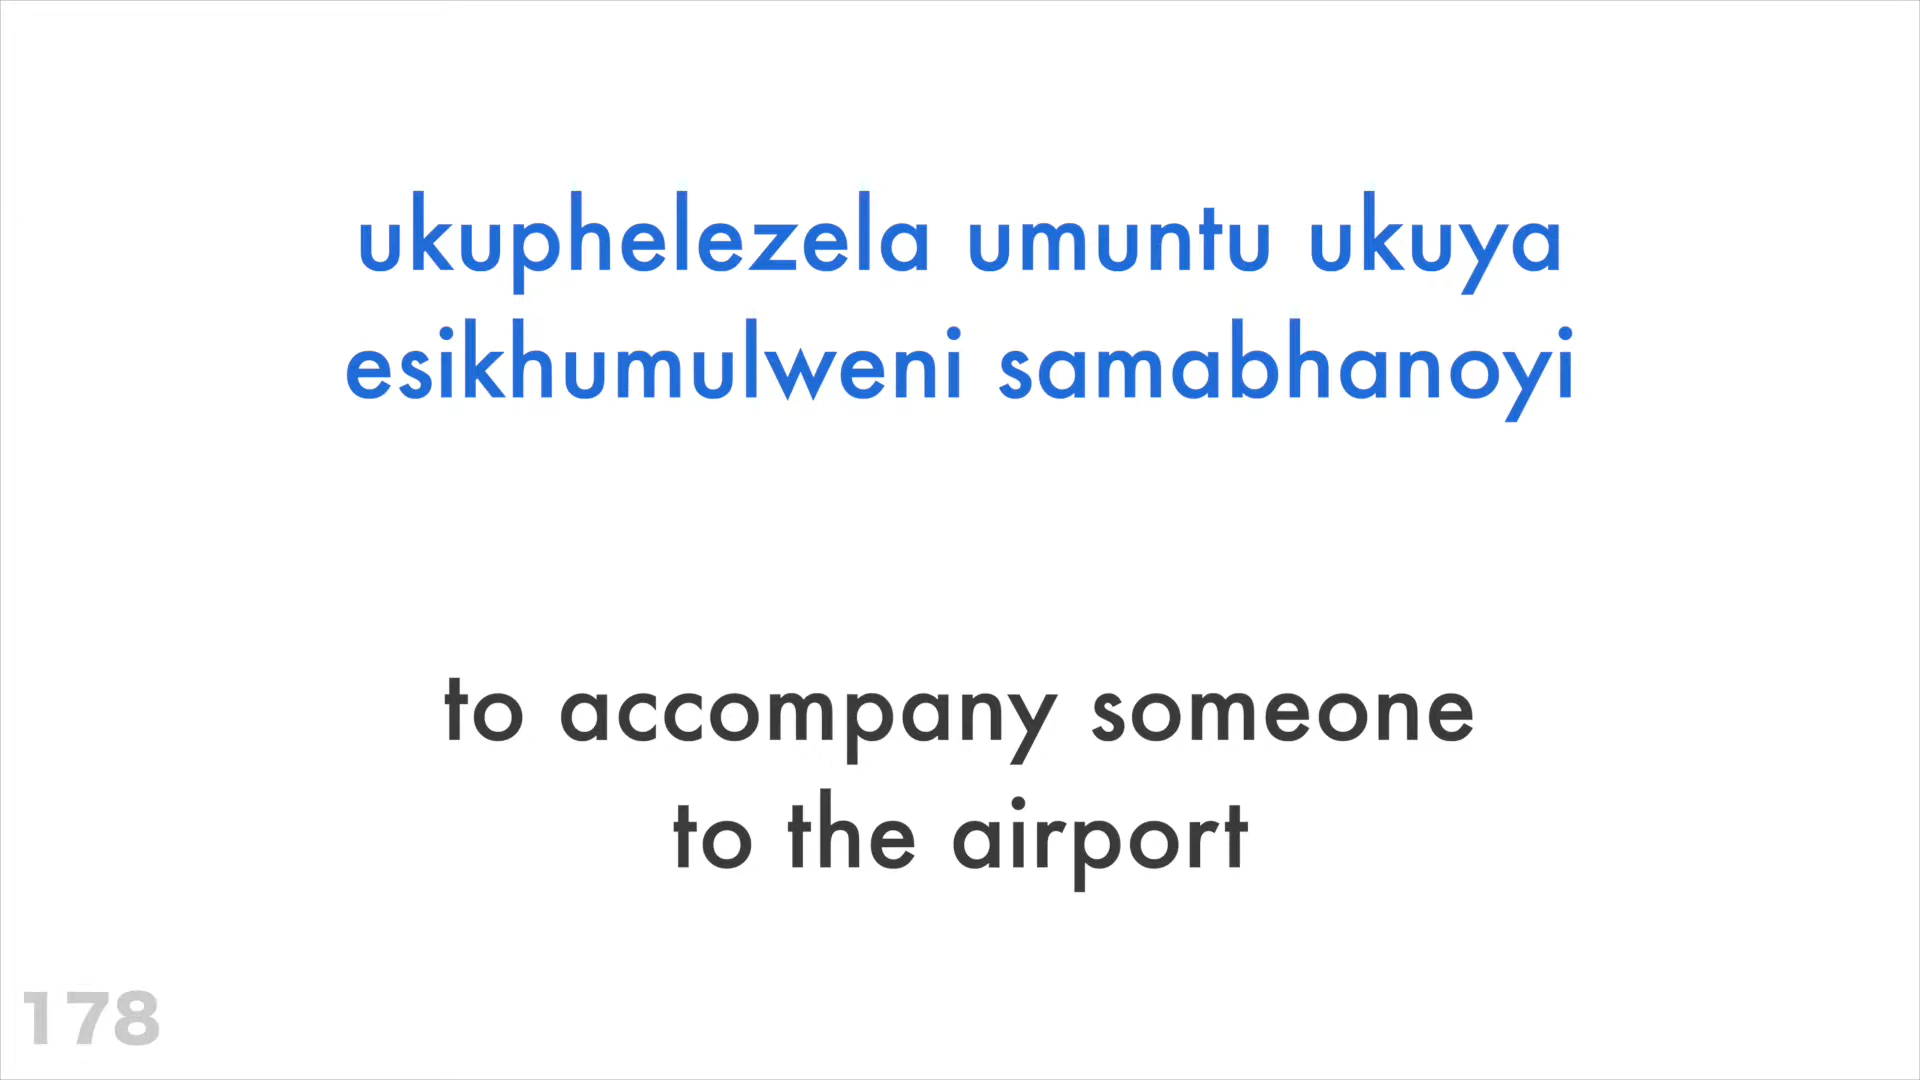 ukuphelezela umuntu ukuya
esikhumulweni samabhanoyi
to accompany someone
to the airport
178